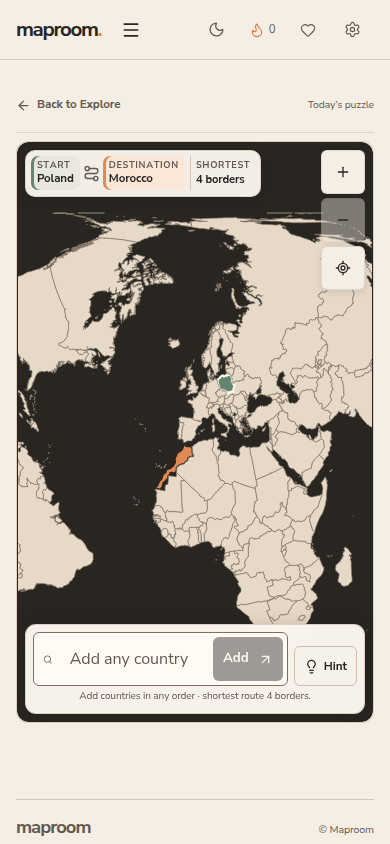 maproom.
0
Back to Explore
Today's puzzle
START
Poland
DESTINATION
Morocco
SHORTEST
4 borders
Add any country
Add
Hint
Add countries in any order · shortest route 4 borders.
maproom
© Maproom